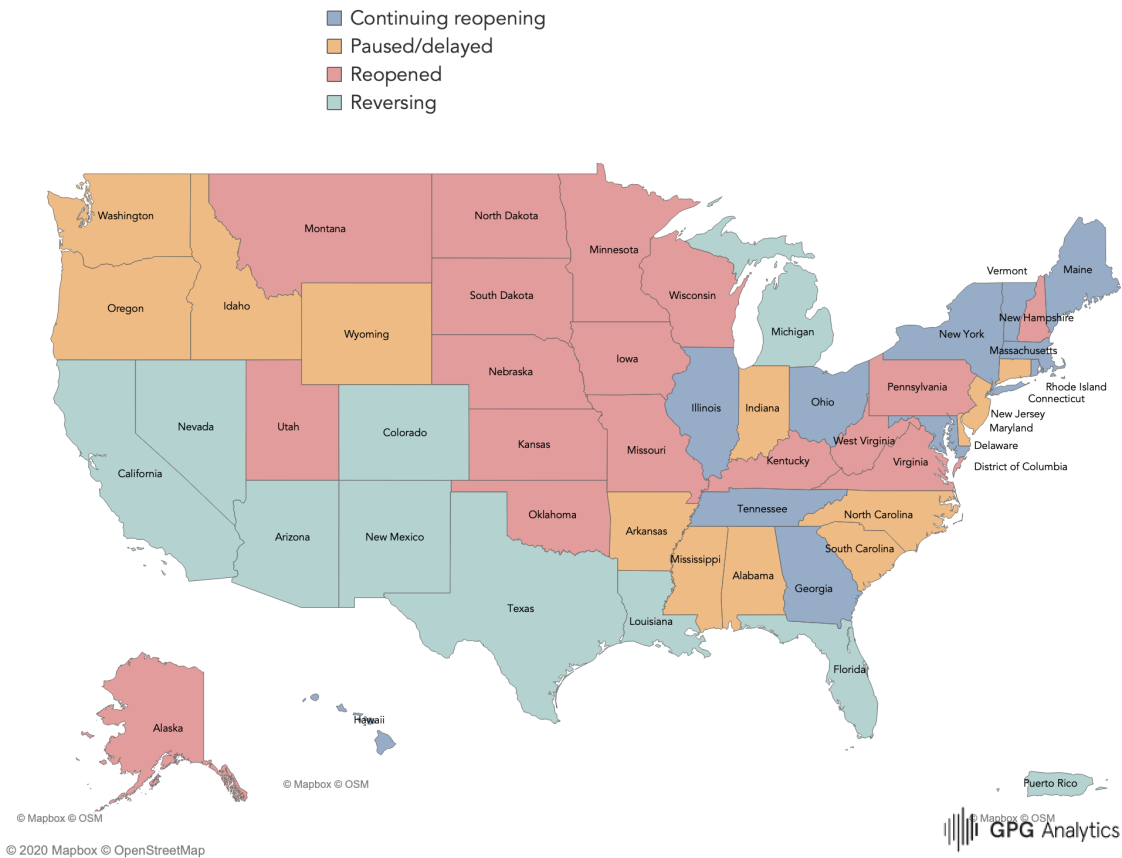 Continuing reopening
Paused/delayed
Reopened
Reversing
Washington
Montana
North Dakota
Minnesota
Oregon
Idaho
Wyoming
South Dakota
Wisconsin
Michigan
Vermont
Maine
New Hampshire
New York
Massachusetts
Rhode Island
Connecticut
New Jersey
Maryland
Delaware
District of Columbia
Nevada
Utah
Colorado
Nebraska
Iowa
Kansas
Missouri
Illinois
Indiana
Ohio
Pennsylvania
West Virginia
Virginia
Kentucky
California
Arizona
New Mexico
Oklahoma
Arkansas
Tennessee
North Carolina
South Carolina
Mississippi
Alabama
Georgia
Texas
Louisiana
Florida
Alaska
Hawaii
Puerto Rico
© Mapbox © OSM
© Mapbox © OSM
© Mapbox © OSM
GPG Analytics
© 2020 Mapbox © OpenStreetMap